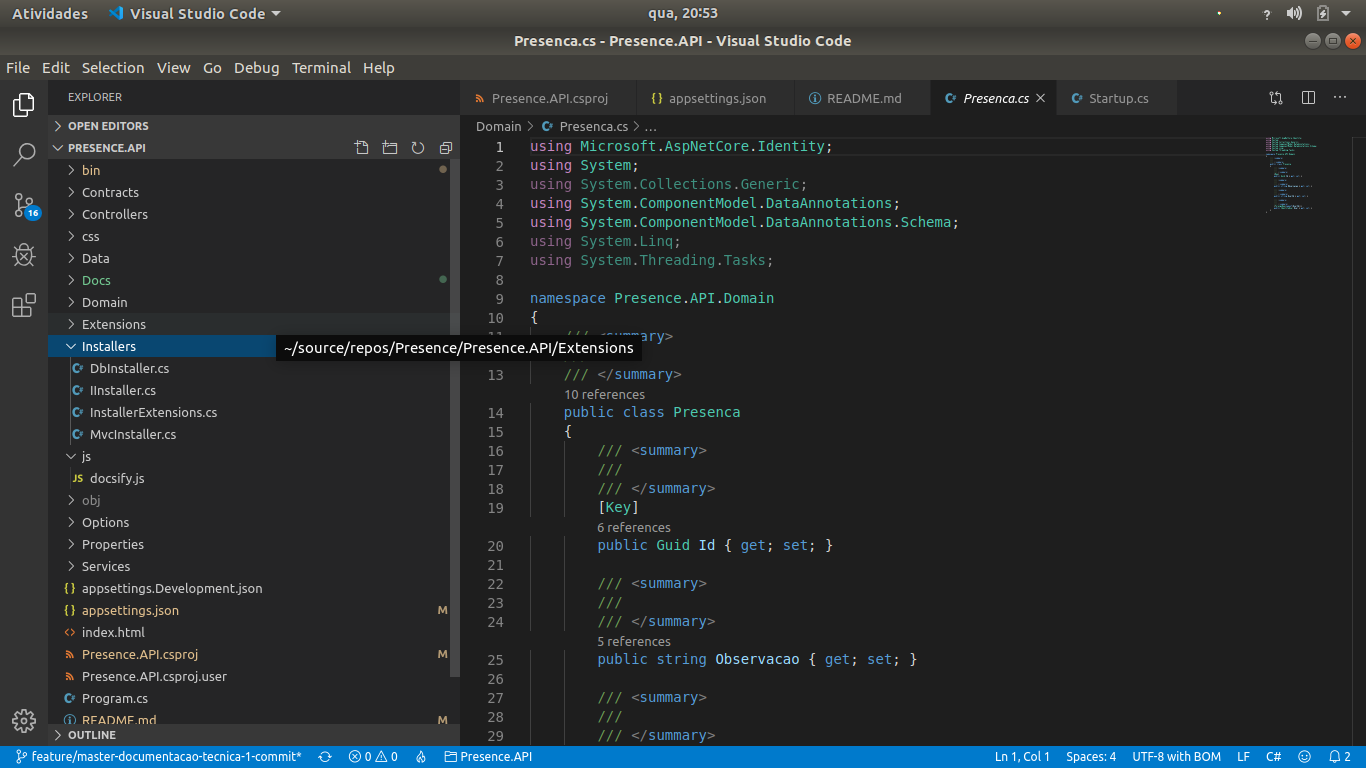 Atividades Visual Studio Code qua, 20:53 ?
Presenca.cs - Presence.API - Visual Studio Code
File Edit Selection View Go Debug Terminal Help
EXPLORER
OPEN EDITORS
PRESENCE.API
bin
Contracts
Controllers
css
Data
Docs
Domain
Extensions
Installers
~/source/repos/Presence/Presence.API/Extensions
C# DbInstaller.cs
C# IInstaller.cs
C# InstallerExtensions.cs
C# MvcInstaller.cs
js
JS docsify.js
obj
Options
Properties
Services
{} appsettings.Development.json
{} appsettings.json M
<> index.html
Presence.API.csproj M
Presence.API.csproj.user
C# Program.cs
README.md M
OUTLINE
16
Presence.API.csproj {} appsettings.json README.md C# Presenca.cs C# Startup.cs
Domain > C# Presenca.cs > ...
1 using Microsoft.AspNetCore.Identity;
2 using System;
3 using System.Collections.Generic;
4 using System.ComponentModel.DataAnnotations;
5 using System.ComponentModel.DataAnnotations.Schema;
6 using System.Linq;
7 using System.Threading.Tasks;
8
9 namespace Presence.API.Domain
10 {
11 /// <summary>
13 /// </summary>
10 references
14 public class Presenca
15 {
16 /// <summary>
17 ///
18 /// </summary>
19 [Key]
6 references
20 public Guid Id { get; set; }
21
22 /// <summary>
23 ///
24 /// </summary>
5 references
25 public string Observacao { get; set; }
26
27 /// <summary>
28 ///
29 /// </summary>
feature/master-documentacao-tecnica-1-commit* 0 0 Presence.API Ln 1, Col 1 Spaces: 4 UTF-8 with BOM LF C# 2